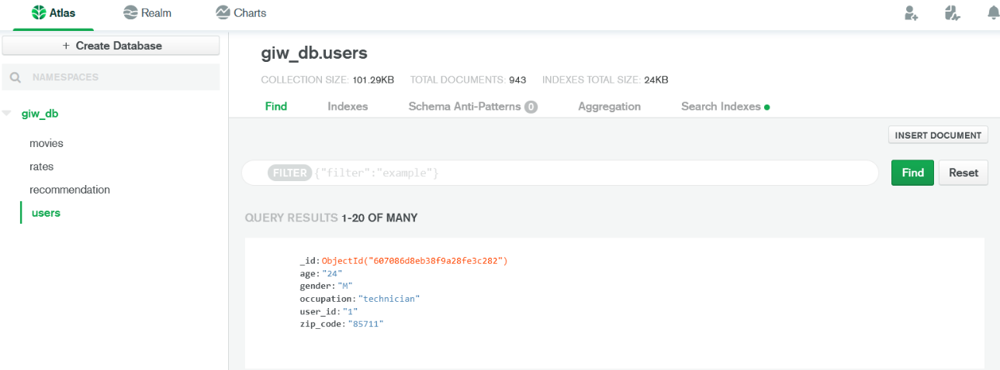 Atlas Realm Charts
+ Create Database
NAMESPACES
giw_db
movies
rates
recommendation
users
giw_db.users
COLLECTION SIZE: 101.29KB TOTAL DOCUMENTS: 943 INDEXES TOTAL SIZE: 24KB
Find Indexes Schema Anti-Patterns 0 Aggregation Search Indexes
INSERT DOCUMENT
FILTER {"filter":"example"} Find Reset
QUERY RESULTS 1-20 OF MANY
_id:ObjectId("607086d8eb38f9a28fe3c282")
age:"24"
gender:"M"
occupation:"technician"
user_id:"1"
zip_code:"85711"